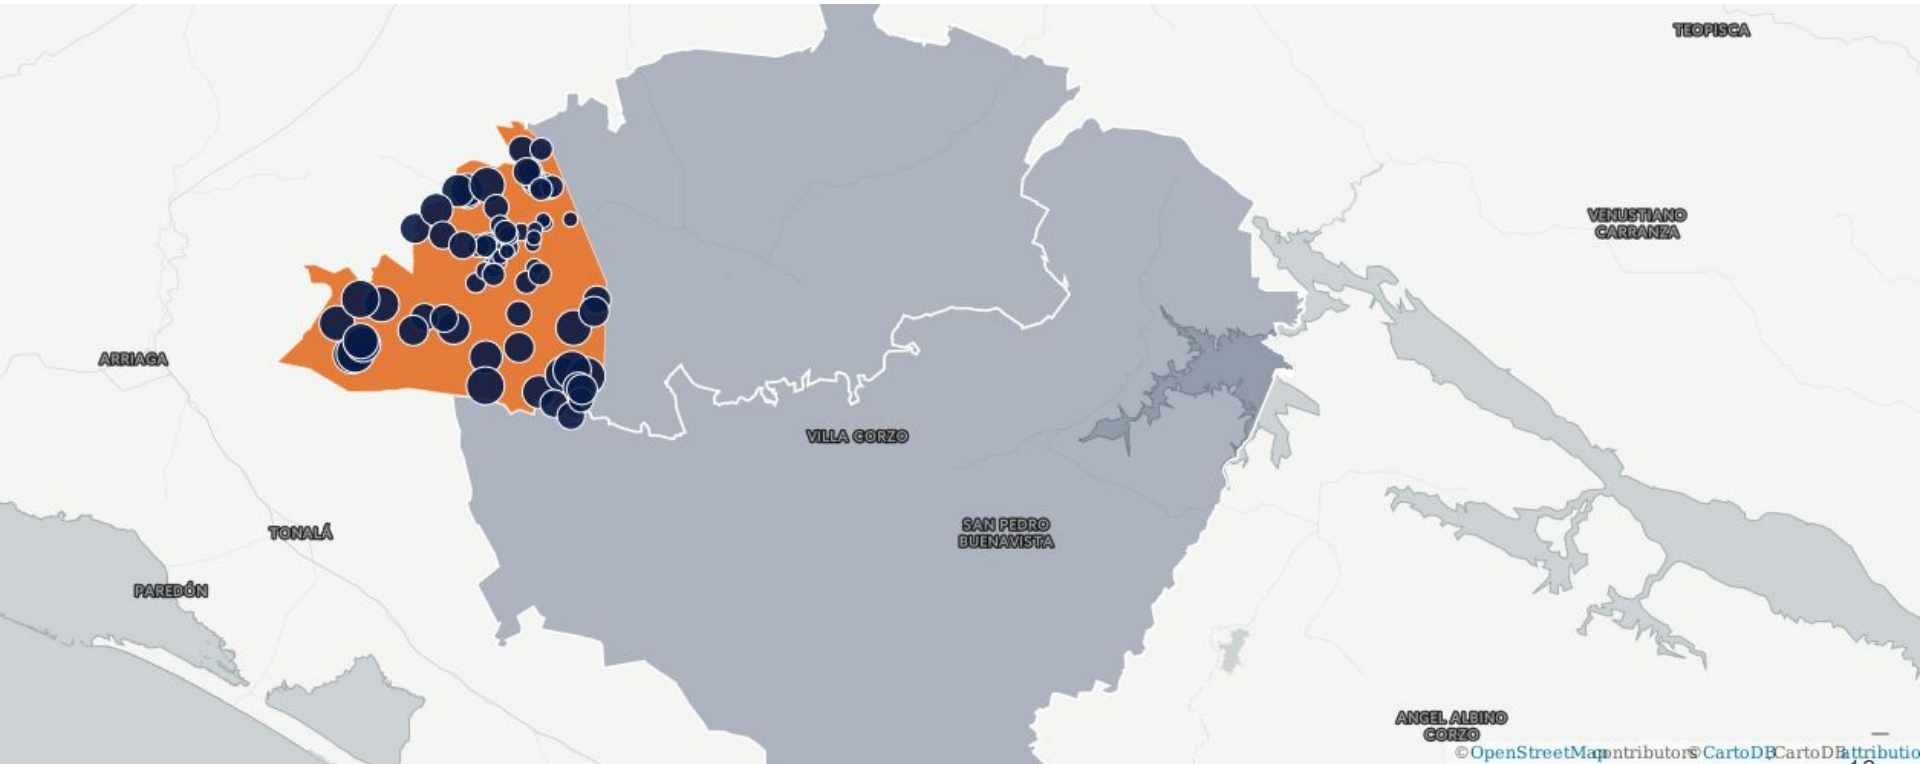 TEOPISCA
VENUSTIANO
CARRANZA
ARRIAGA
VILLA CORZO
TONALÁ
SAN PEDRO
BUENAVISTA
PAREDÓN
ANGEL ALBINO
CORZO
©OpenStreetMap contributors © CartoDB CartoDB attributio